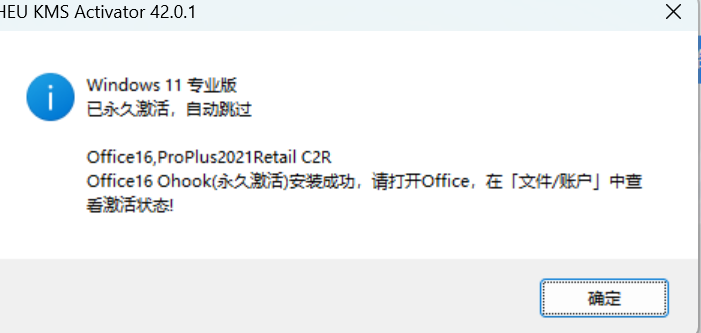 HEU KMS Activator 42.0.1
Windows 11 专业版
已永久激活，自动跳过
Office16,ProPlus2021Retail C2R
Office16 Ohook(永久激活)安装成功，请打开Office，在「文件/账户」中查
看激活状态!
确定